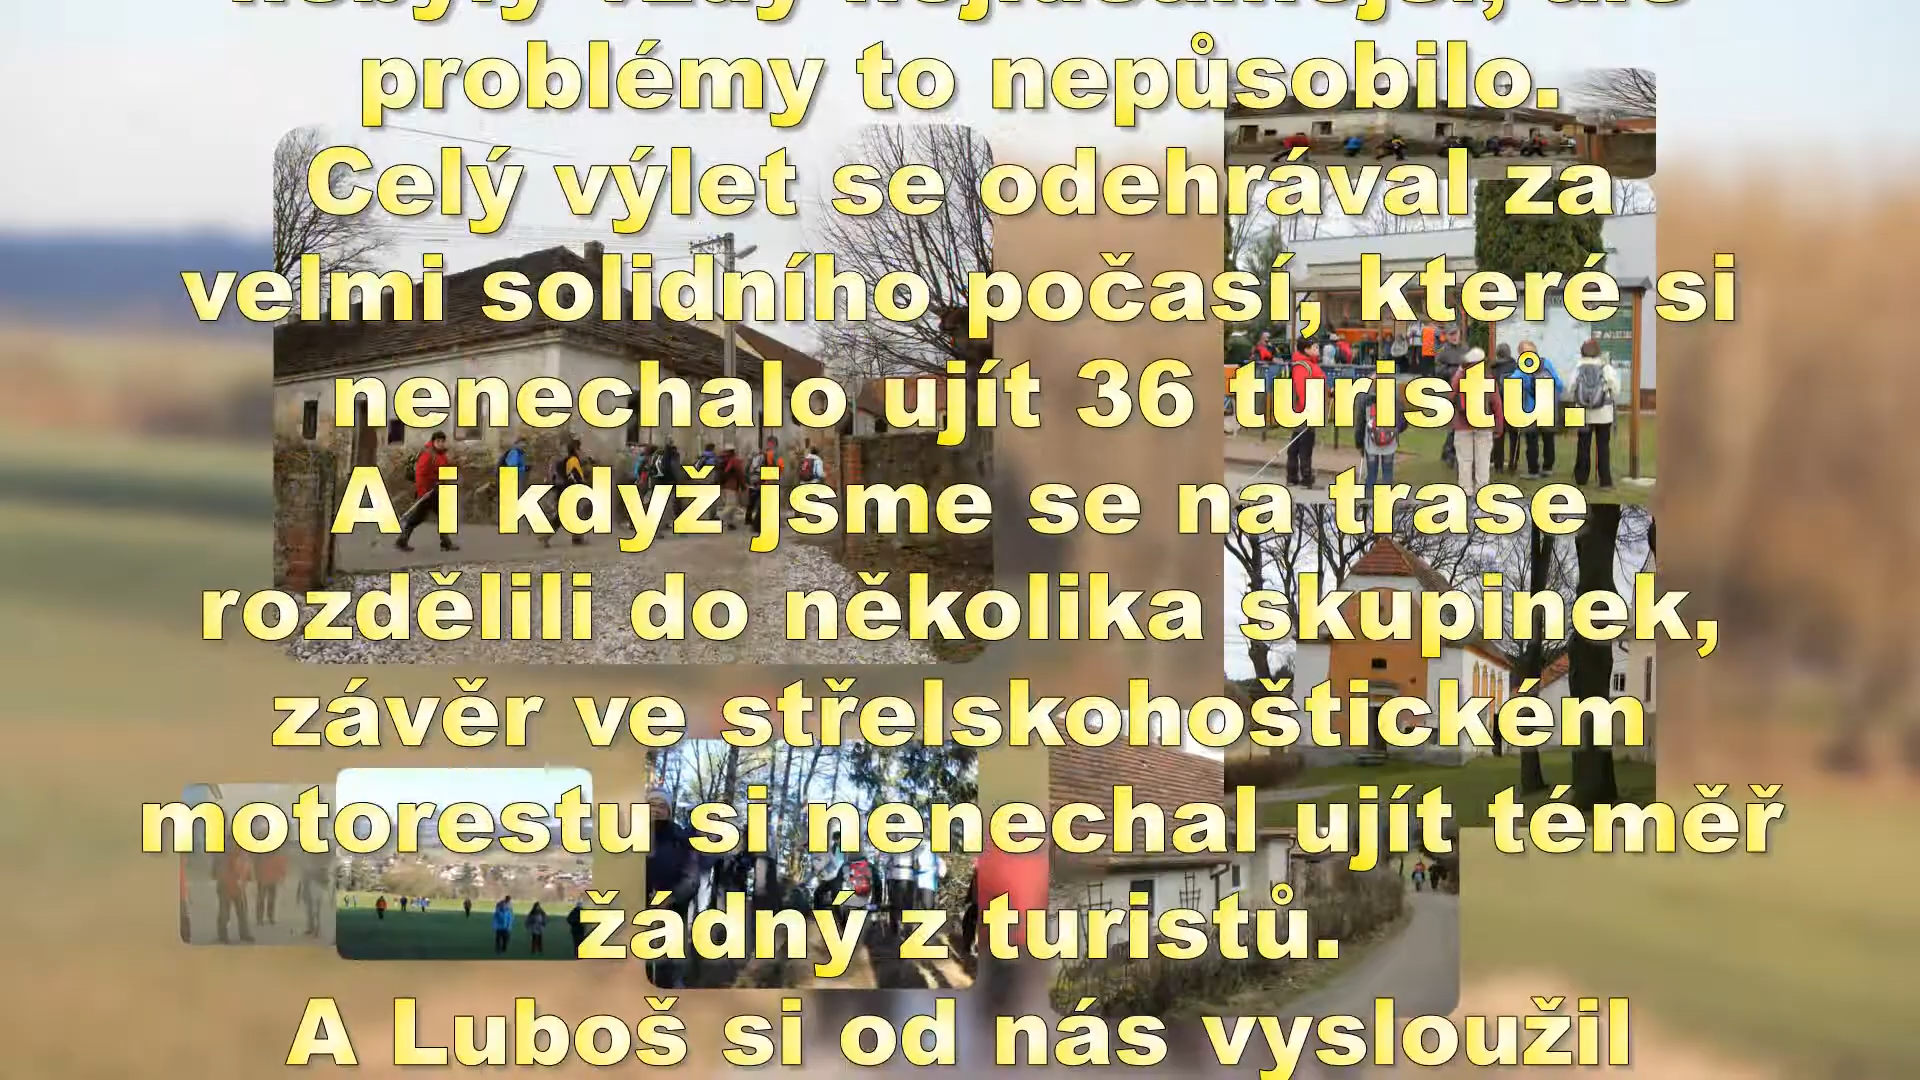 problémy to nepůsobilo.
Celý výlet se odehrával za
velmi solidního počasí, které si
nenechalo ujít 36 turistů.
A i když jsme se na trase
rozdělili do několika skupinek,
závěr ve střelskohoštickém
motorestu si nenechal ujít téměř
žádný z turistů.
A Luboš si od nás vysloužil